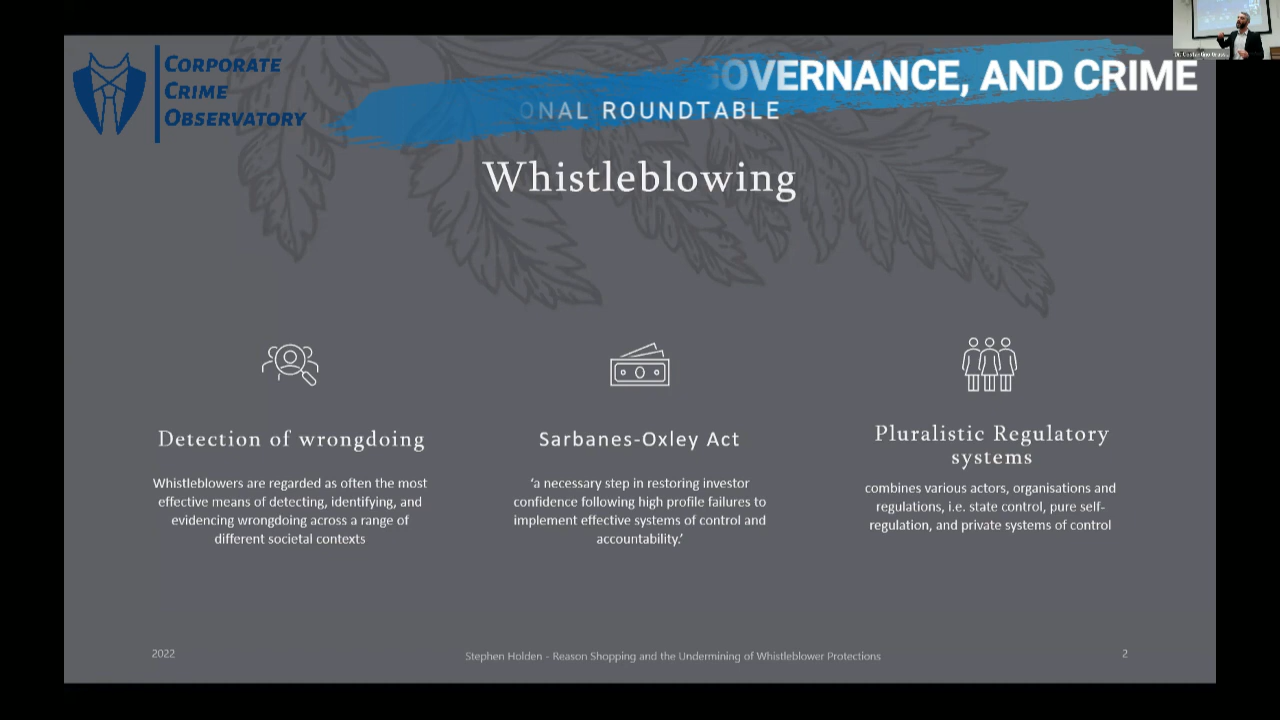 CORPORATE
CRIME
OBSERVATORY
OVERNANCE, AND CRIME
ONAL ROUNDTABLE
Whistleblowing
Detection of wrongdoing
Whistleblowers are regarded as often the most
effective means of detecting, identifying, and
evidencing wrongdoing across a range of
different societal contexts
Sarbanes-Oxley Act
‘a necessary step in restoring investor
confidence following high profile failures to
implement effective systems of control and
accountability.’
Pluralistic Regulatory
systems
combines various actors, organisations and
regulations, i.e. state control, pure self-
regulation, and private systems of control
2022
Stephen Holden - Reason Shopping and the Undermining of Whistleblower Protections
2